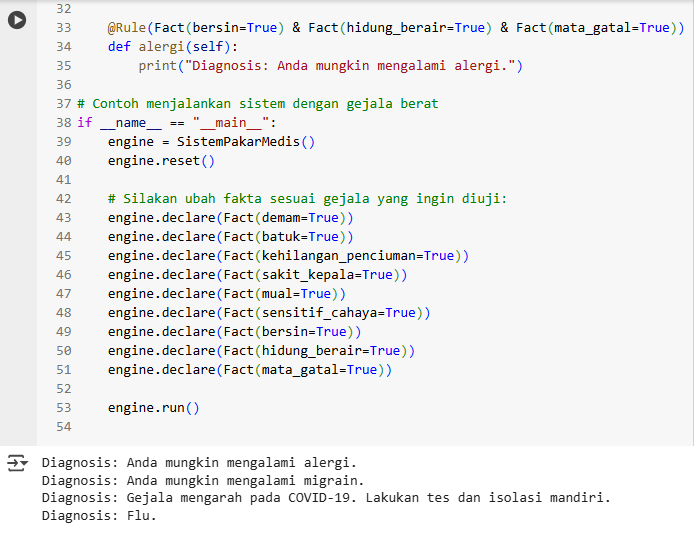 32
33     @Rule(Fact(bersin=True) & Fact(hidung_berair=True) & Fact(mata_gatal=True))
34     def alergi(self):
35         print("Diagnosis: Anda mungkin mengalami alergi.")
36
37 # Contoh menjalankan sistem dengan gejala berat
38 if __name__ == "__main__":
39     engine = SistemPakarMedis()
40     engine.reset()
41
42     # Silakan ubah fakta sesuai gejala yang ingin diuji:
43     engine.declare(Fact(demam=True))
44     engine.declare(Fact(batuk=True))
45     engine.declare(Fact(kehilangan_penciuman=True))
46     engine.declare(Fact(sakit_kepala=True))
47     engine.declare(Fact(mual=True))
48     engine.declare(Fact(sensitif_cahaya=True))
49     engine.declare(Fact(bersin=True))
50     engine.declare(Fact(hidung_berair=True))
51     engine.declare(Fact(mata_gatal=True))
52
53     engine.run()
54
Diagnosis: Anda mungkin mengalami alergi.
Diagnosis: Anda mungkin mengalami migrain.
Diagnosis: Gejala mengarah pada COVID-19. Lakukan tes dan isolasi mandiri.
Diagnosis: Flu.